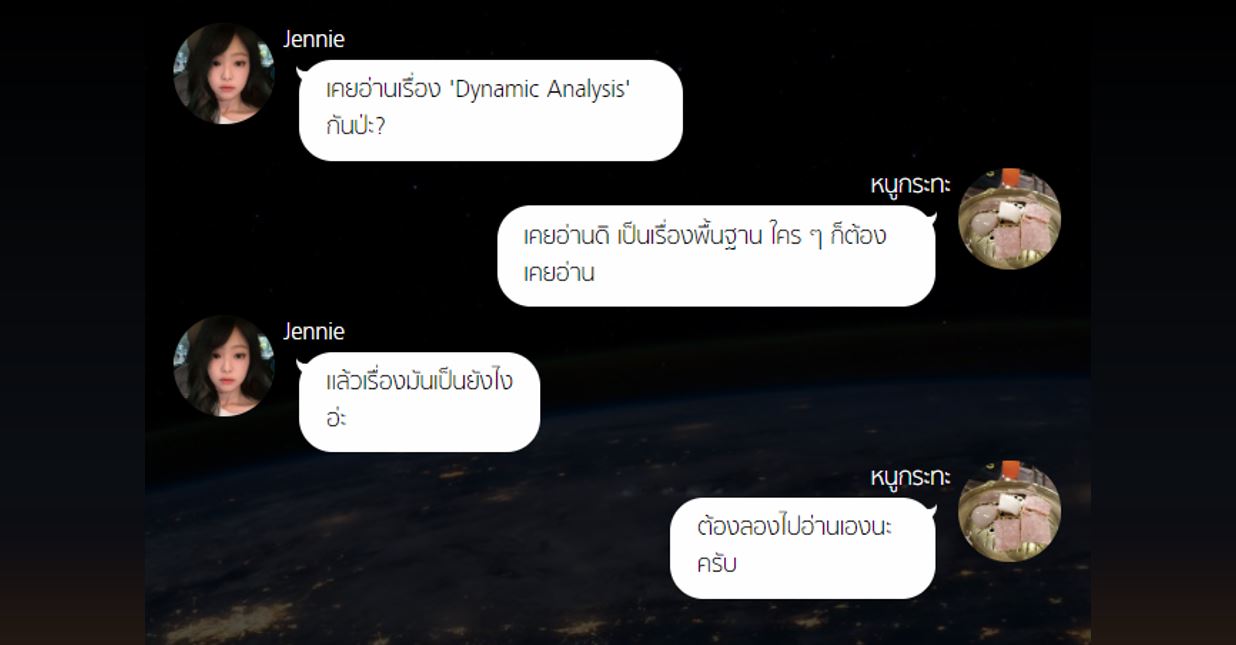 Jennie
เคยอ่านเรื่อง 'Dynamic Analysis'
กันป่ะ?
หนูกระทะ
เคยอ่านดิ เป็นเรื่องพื้นฐาน ใคร ๆ ก็ต้อง
เคยอ่าน
Jennie
แล้วเรื่องมันเป็นยังไง
อ่ะ
หนูกระทะ
ต้องลองไปอ่านเองนะ
ครับ